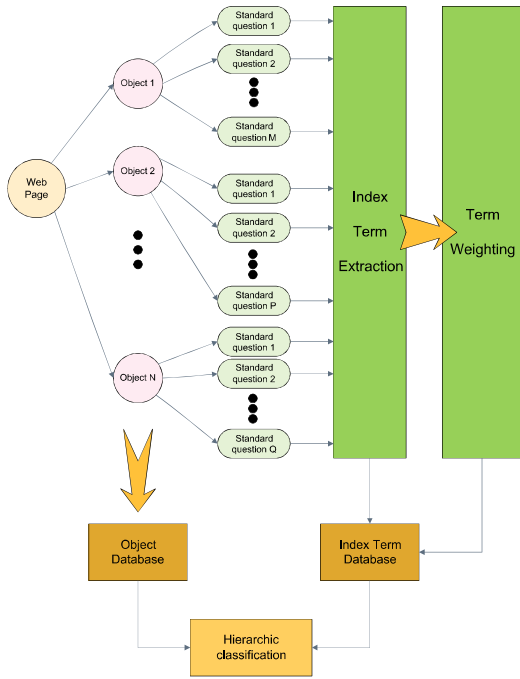 Standard
question 1
Standard
question 2
Object 1
Standard
question M
Web
Page
Object 2
Standard
question 1
Standard
question 2
Standard
question P
Standard
question 1
Object N
Standard
question 2
Standard
question Q
Index
Term
Extraction
Term
Weighting
Object
Database
Index Term
Database
Hierarchic
classification